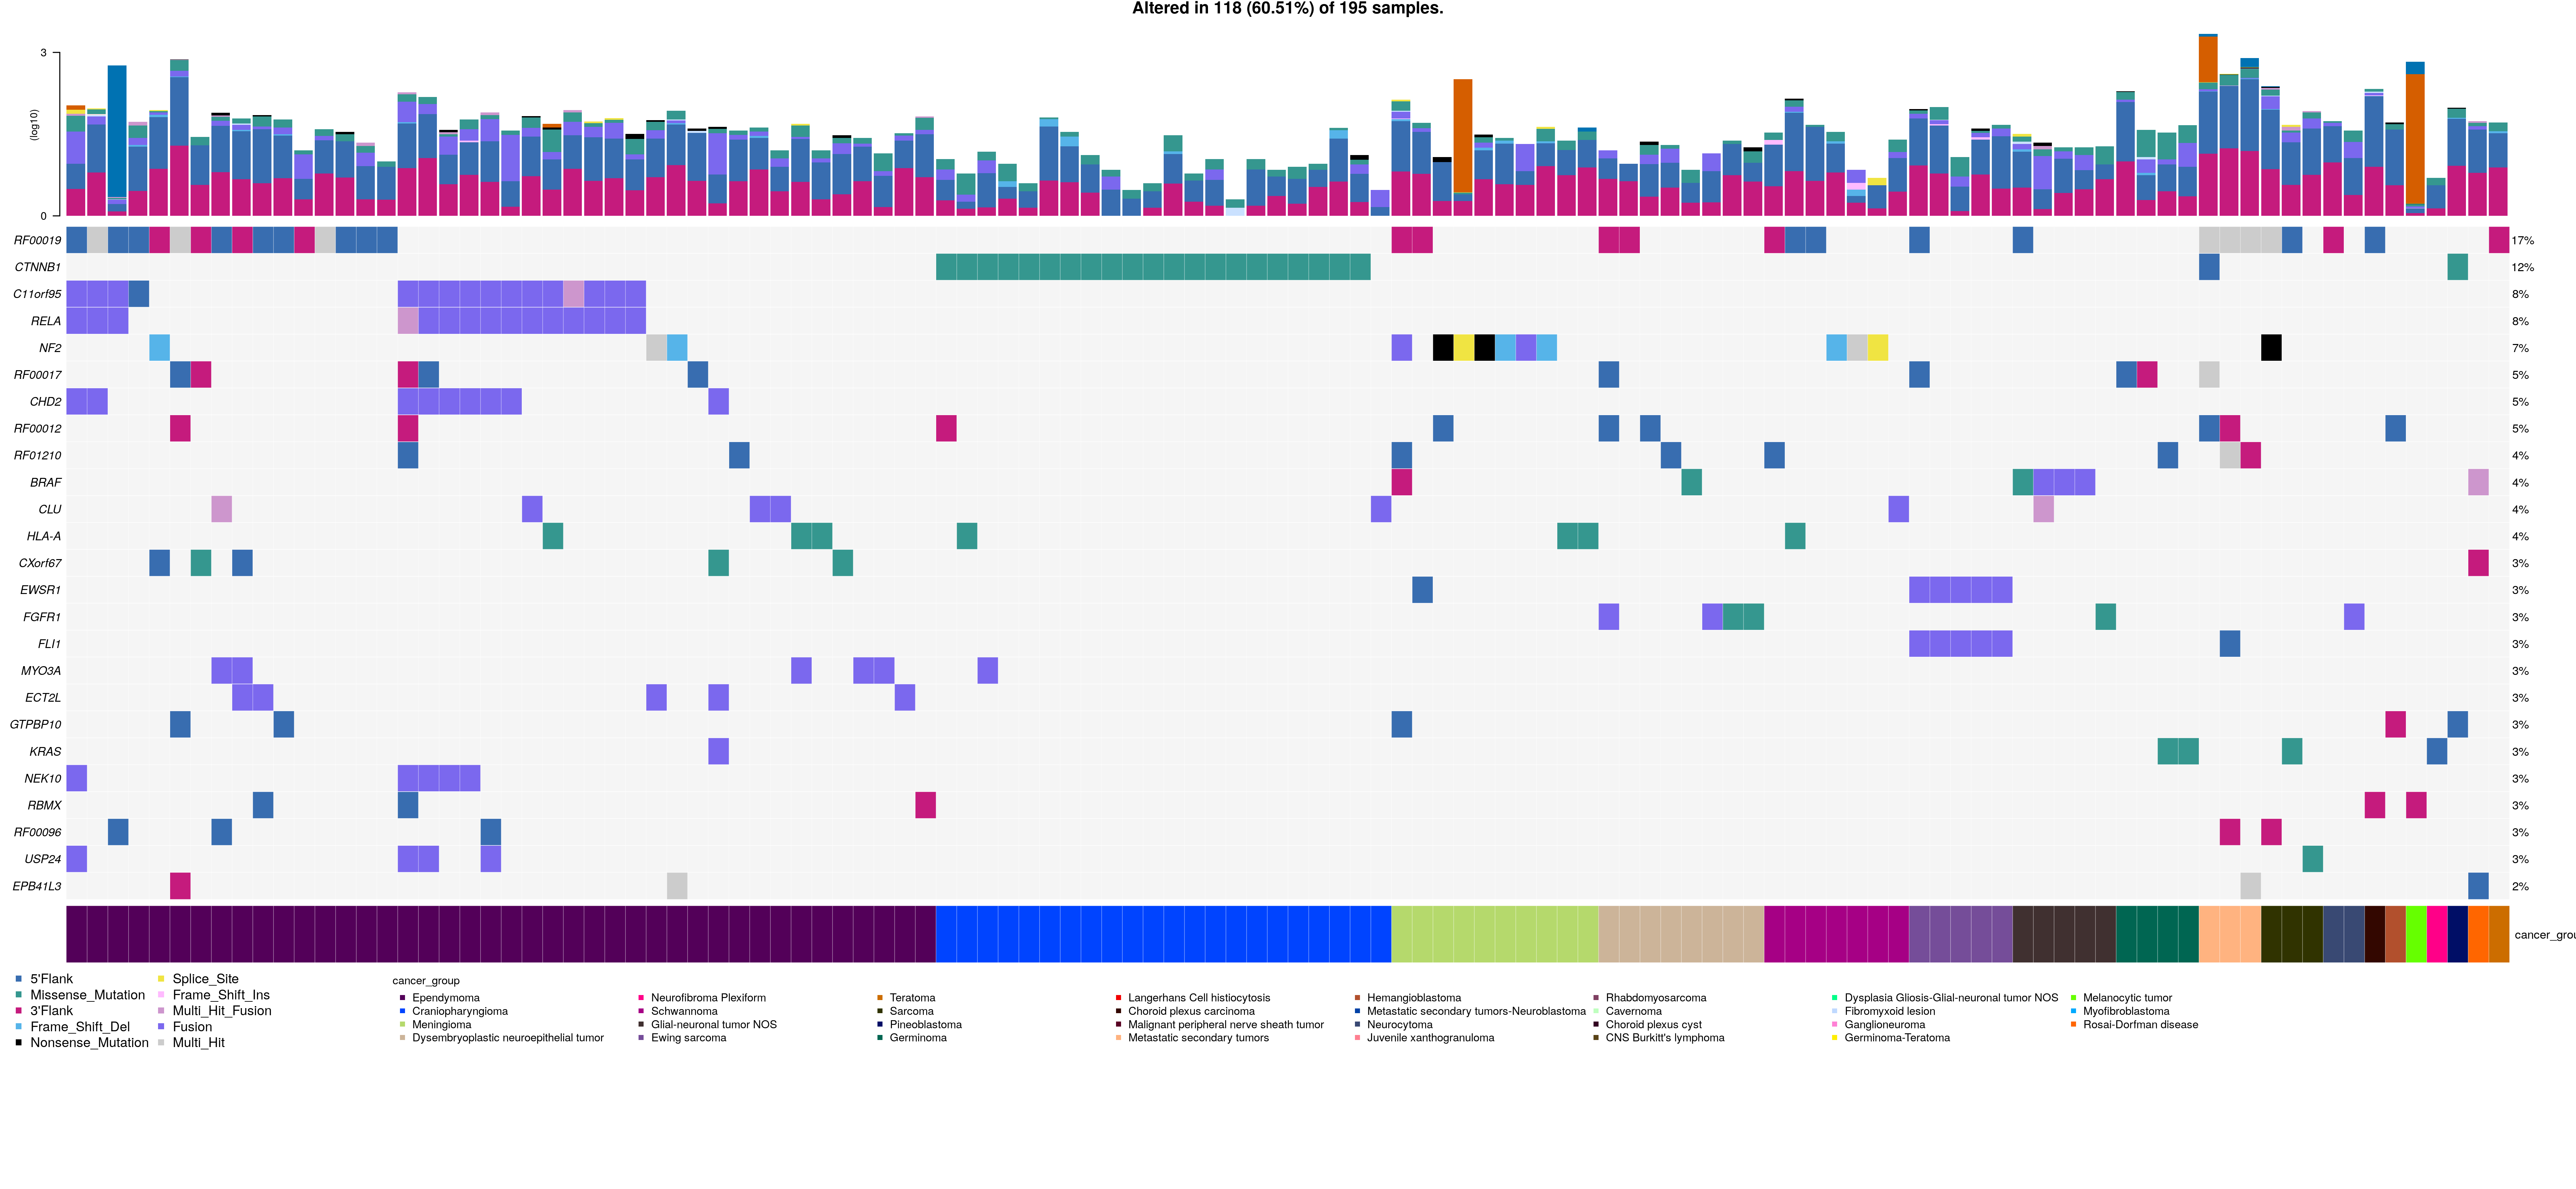 Altered in 118 (60.51%) of 195 samples.
3
(log10)
0
RF00019 17%
CTNNB1 12%
C11orf95 8%
RELA 8%
NF2 7%
RF00017 5%
CHD2 5%
RF00012 5%
RF01210 4%
BRAF 4%
CLU 4%
HLA-A 4%
CXorf67 3%
EWSR1 3%
FGFR1 3%
FLI1 3%
MYO3A 3%
ECT2L 3%
GTPBP10 3%
KRAS 3%
NEK10 3%
RBMX 3%
RF00096 3%
USP24 3%
EPB41L3 2%
cancer_grou
5'Flank
Missense_Mutation
3'Flank
Frame_Shift_Del
Nonsense_Mutation
Splice_Site
Frame_Shift_Ins
Multi_Hit_Fusion
Fusion
Multi_Hit
cancer_group
Ependymoma
Craniopharyngioma
Meningioma
Dysembryoplastic neuroepithelial tumor
Neurofibroma Plexiform
Schwannoma
Glial-neuronal tumor NOS
Ewing sarcoma
Teratoma
Sarcoma
Pineoblastoma
Germinoma
Langerhans Cell histiocytosis
Choroid plexus carcinoma
Malignant peripheral nerve sheath tumor
Metastatic secondary tumors
Hemangioblastoma
Metastatic secondary tumors-Neuroblastoma
Neurocytoma
Juvenile xanthogranuloma
Rhabdomyosarcoma
Cavernoma
Choroid plexus cyst
CNS Burkitt's lymphoma
Dysplasia Gliosis-Glial-neuronal tumor NOS
Fibromyxoid lesion
Ganglioneuroma
Germinoma-Teratoma
Melanocytic tumor
Myofibroblastoma
Rosai-Dorfman disease